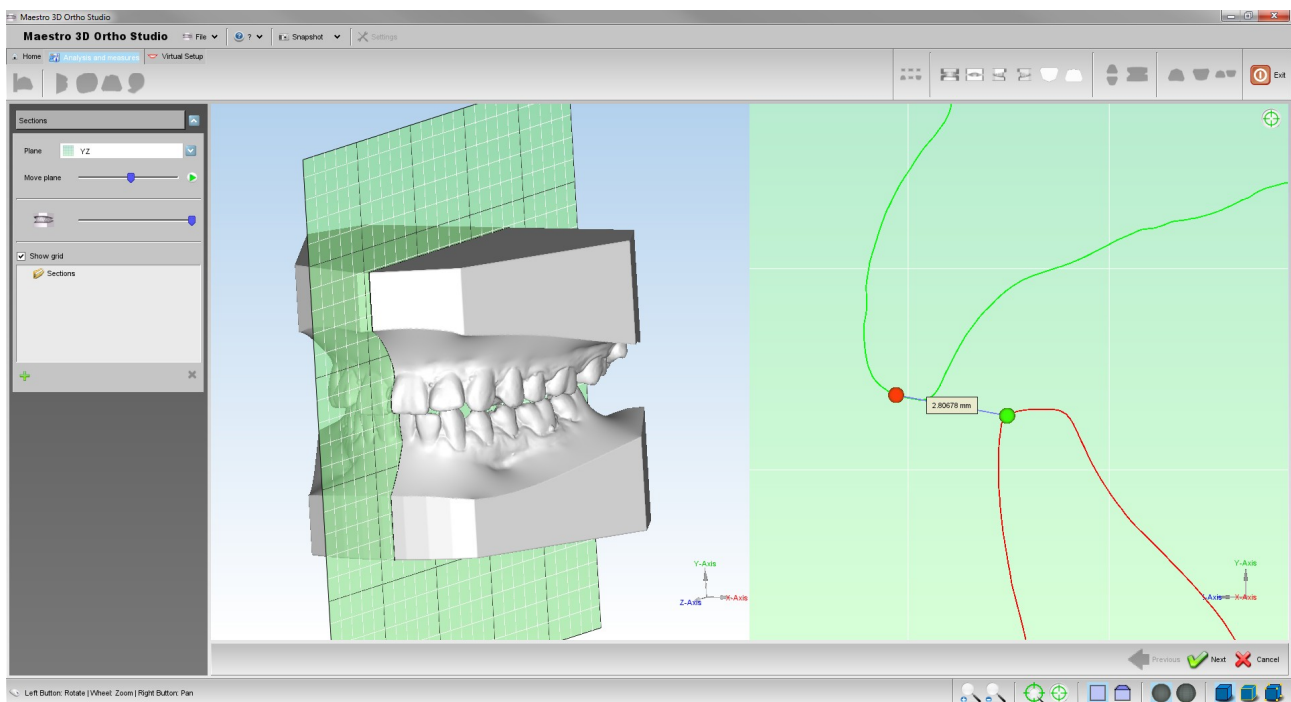 Maestro 3D Ortho Studio
Maestro 3D Ortho Studio File ? Snapshot Settings
Home Analysis and measures Virtual Setup
Exit
Sections
Plane YZ
Move plane
Show grid
Sections
2.80678 mm
Y-Axis
Z-Axis X-Axis
Y-Axis
X-Axis
Previous Next Cancel
Left Button: Rotate | Wheel: Zoom | Right Button: Pan